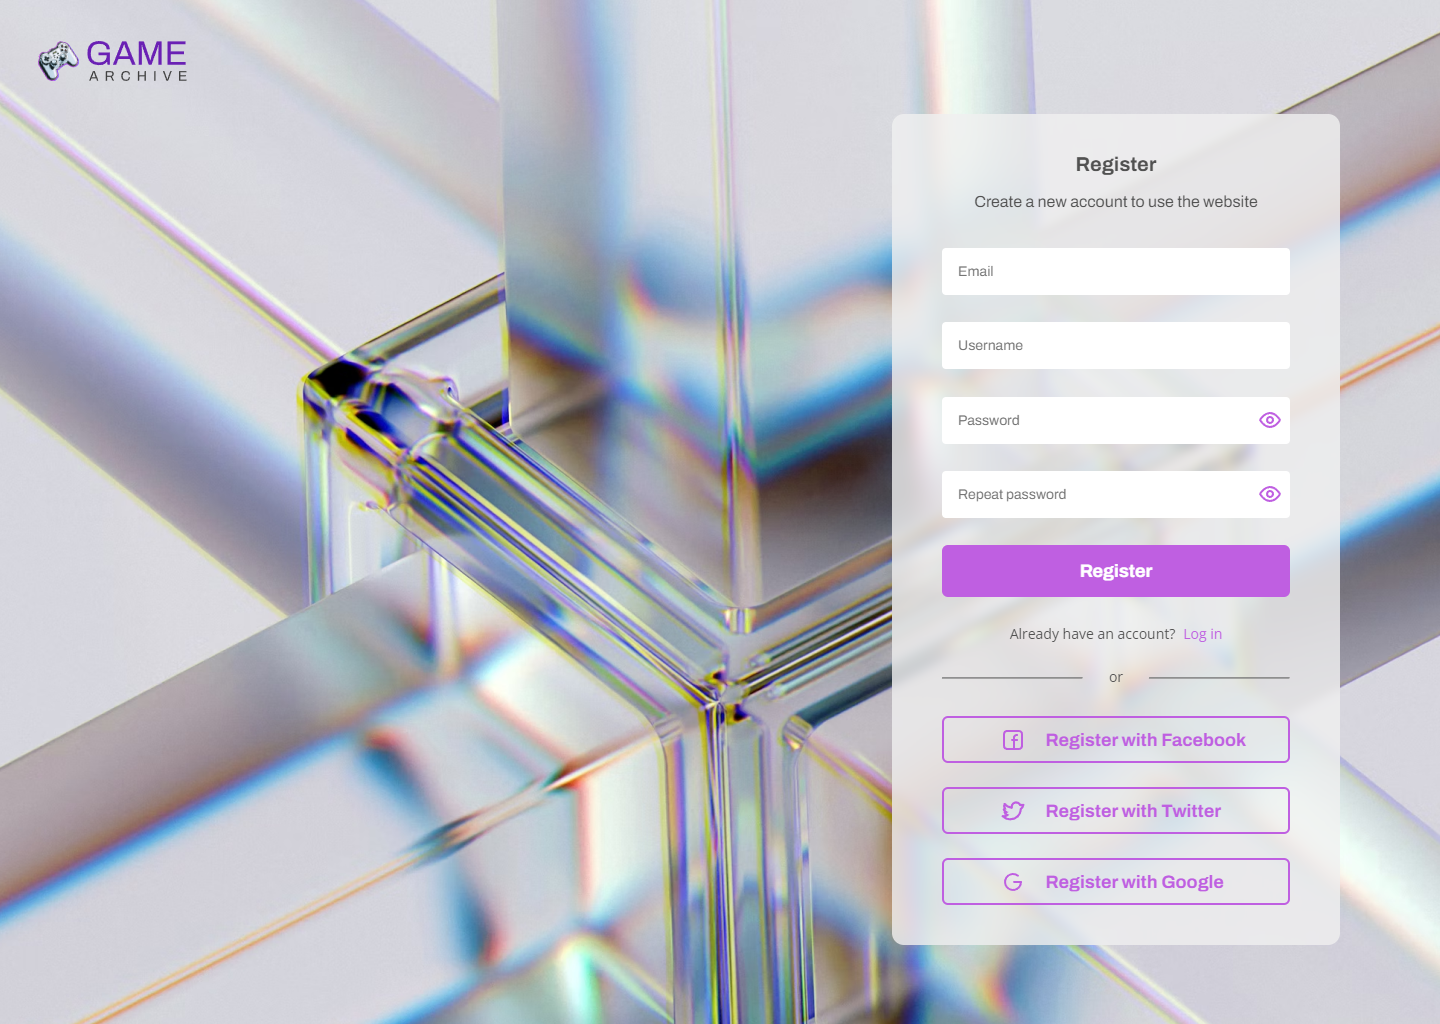 GAME
ARCHIVE
Register
Create a new account to use the website
Email
Username
Password
Repeat password
Register
Already have an account? Log in
or
Register with Facebook
Register with Twitter
Register with Google